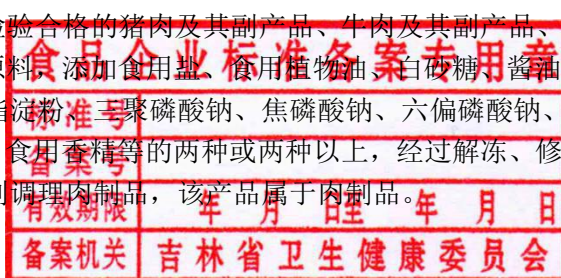 检验合格的猪肉及其副产品、牛肉及其副产品、
食品企业标准备案专用章
原料，添加食用盐、食用植物油、白砂糖、酱油
指淀粉、三聚磷酸钠、焦磷酸钠、六偏磷酸钠、
标准号
食用香精等的两种或两种以上，经过解冻、修
备案号
制调理肉制品，该产品属于肉制品。
有效期限 年 月 日至 年 月 日
备案机关 吉林省卫生健康委员会